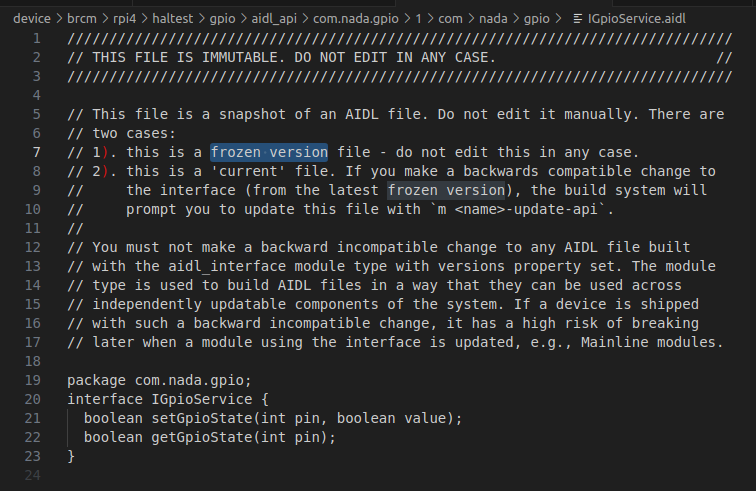 device > brcm > rpi4 > haltest > gpio > aidl_api > com.nada.gpio > 1 > com > nada > gpio > IGpioService.aidl
1 ///////////////////////////////////////////////////////////////////////////////
2 // THIS FILE IS IMMUTABLE. DO NOT EDIT IN ANY CASE.                          //
3 ///////////////////////////////////////////////////////////////////////////////
4
5 // This file is a snapshot of an AIDL file. Do not edit it manually. There are
6 // two cases:
7 // 1). this is a frozen version file - do not edit this in any case.
8 // 2). this is a 'current' file. If you make a backwards compatible change to
9 //     the interface (from the latest frozen version), the build system will
10 //     prompt you to update this file with `m <name>-update-api`.
11 //
12 // You must not make a backward incompatible change to any AIDL file built
13 // with the aidl_interface module type with versions property set. The module
14 // type is used to build AIDL files in a way that they can be used across
15 // independently updatable components of the system. If a device is shipped
16 // with such a backward incompatible change, it has a high risk of breaking
17 // later when a module using the interface is updated, e.g., Mainline modules.
18
19 package com.nada.gpio;
20 interface IGpioService {
21   boolean setGpioState(int pin, boolean value);
22   boolean getGpioState(int pin);
23 }
24